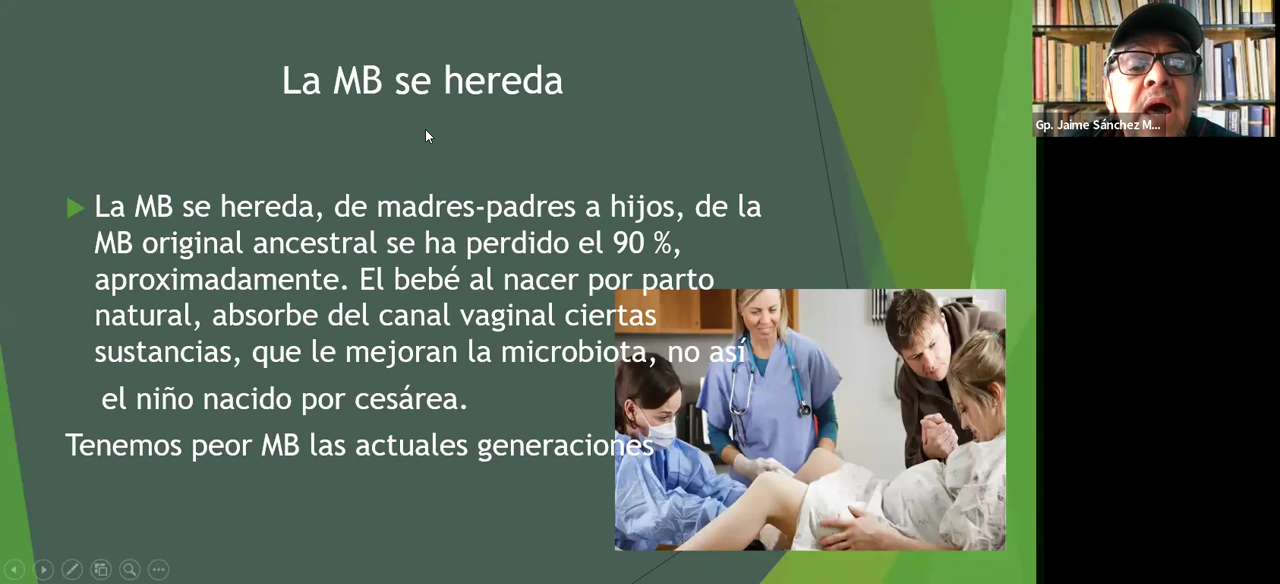 La MB se hereda
La MB se hereda, de madres-padres a hijos, de la
MB original ancestral se ha perdido el 90 %,
aproximadamente. El bebé al nacer por parto
natural, absorbe del canal vaginal ciertas
sustancias, que le mejoran la microbiota, no así
el niño nacido por cesárea.
Tenemos peor MB las actuales generaciones
Gp. Jaime Sánchez M...